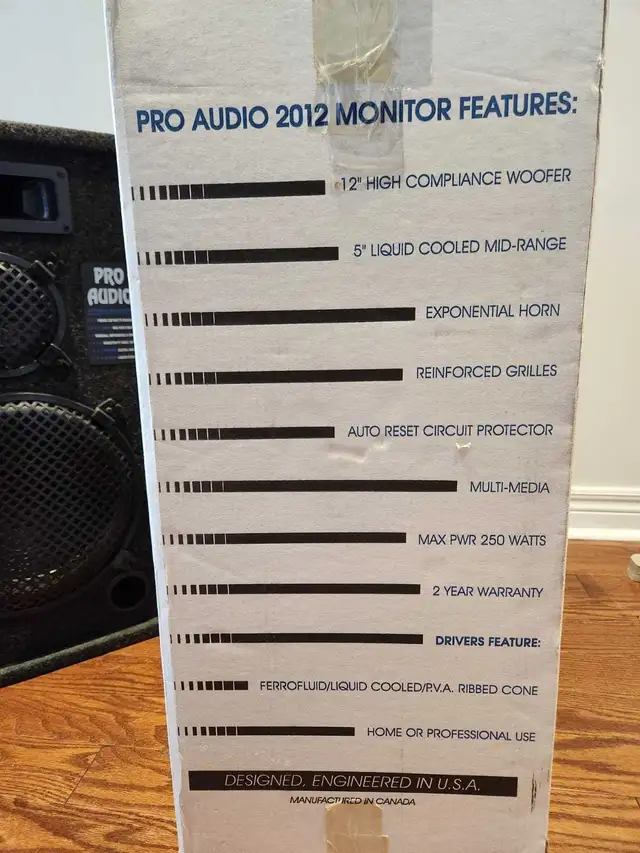 PRO AUDIO 2012 MONITOR FEATURES:
12" HIGH COMPLIANCE WOOFER
5" LIQUID COOLED MID-RANGE
EXPONENTIAL HORN
REINFORCED GRILLES
AUTO RESET CIRCUIT PROTECTOR
MULTI-MEDIA
MAX PWR 250 WATTS
2 YEAR WARRANTY
DRIVERS FEATURE:
FERROFLUID/LIQUID COOLED/P.V.A. RIBBED CONE
HOME OR PROFESSIONAL USE
DESIGNED, ENGINEERED IN U.S.A.
MANUFACTURED IN CANADA
PRO
AUDIO